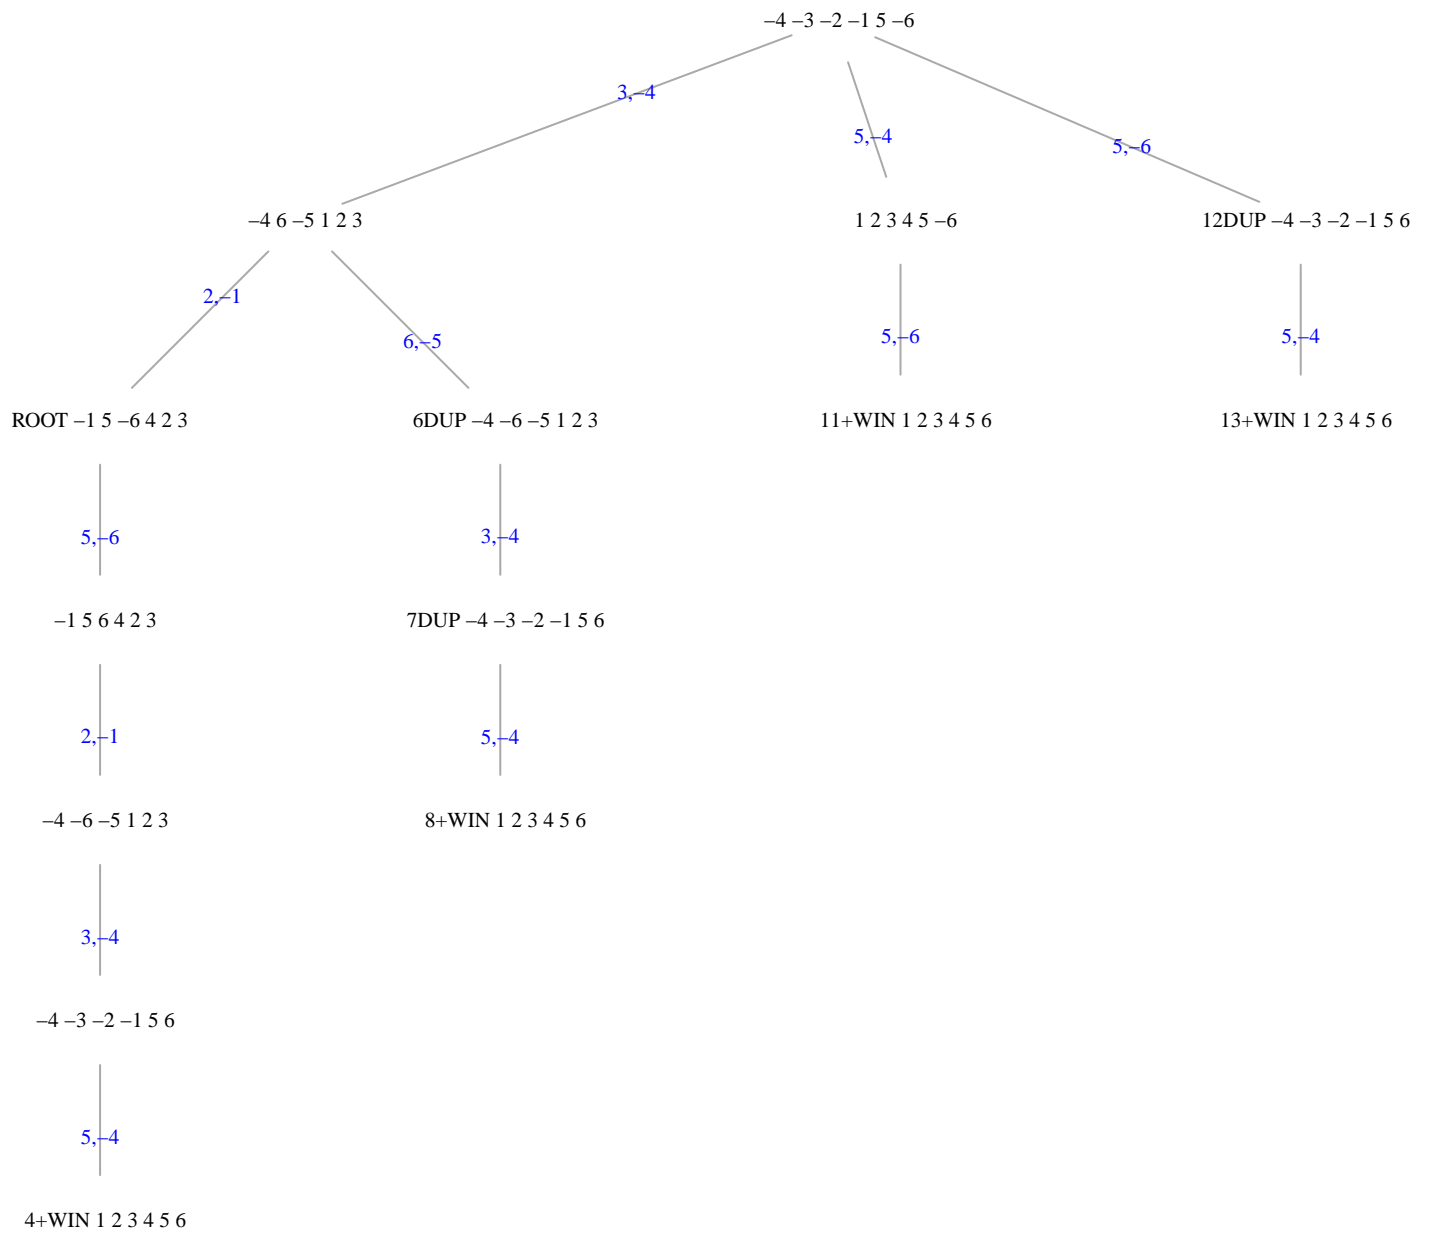 –4 –3 –2 –1 5 –6
3,–4
5,–4
5,–6
–4 6 –5 1 2 3
1 2 3 4 5 –6
12DUP –4 –3 –2 –1 5 6
2,–1
6,–5
5,–6
5,–4
ROOT –1 5 –6 4 2 3
6DUP –4 –6 –5 1 2 3
11+WIN 1 2 3 4 5 6
13+WIN 1 2 3 4 5 6
5,–6
3,–4
–1 5 6 4 2 3
7DUP –4 –3 –2 –1 5 6
2,–1
5,–4
–4 –6 –5 1 2 3
8+WIN 1 2 3 4 5 6
3,–4
–4 –3 –2 –1 5 6
5,–4
4+WIN 1 2 3 4 5 6